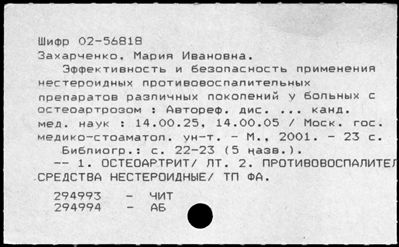 Шифр 02-56818
Захарченко, Мария Ивановна.
Эффективность и безопасность применения
нестероидных противовоспалительных
препаратов различных поколений у больных с
остеоартрозом : Автореф. дис. ... канд.
мед. наук : 14.00.25, 14.00.05 / Моск. гос.
медико-стоматол. ун-т. - М., 2001. - 23 с.
Библиогр.: с. 22-23 (5 назв.).
-- 1. ОСТЕОАРТРИТ/ ЛТ. 2. ПРОТИВОВОСПАЛИТЕЛ
СРЕДСТВА НЕСТЕРОИДНЫЕ/ ТП ФА.
294993 - ЧИТ
294994 - АБ